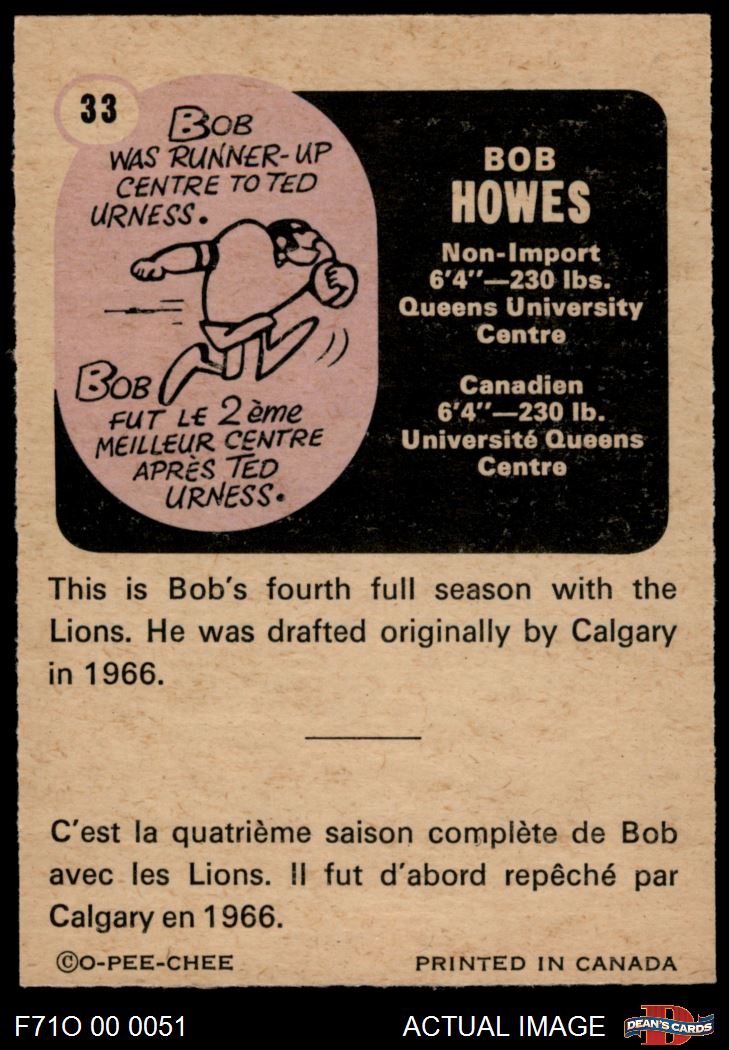 33
BOB
WAS RUNNER-UP
CENTRE TO TED
URNESS.
BOB
FUT LE 2ème
MEILLEUR CENTRE
APRÈS TED
URNESS.
BOB
HOWES
Non-Import
6'4"—230 lbs.
Queens University
Centre
Canadien
6'4"—230 lb.
Université Queens
Centre
This is Bob's fourth full season with the
Lions. He was drafted originally by Calgary
in 1966.
C'est la quatrième saison complète de Bob
avec les Lions. Il fut d'abord repêché par
Calgary en 1966.
©O-PEE-CHEE
PRINTED IN CANADA
F71O 00 0051
ACTUAL IMAGE
D
DEAN'S CARDS